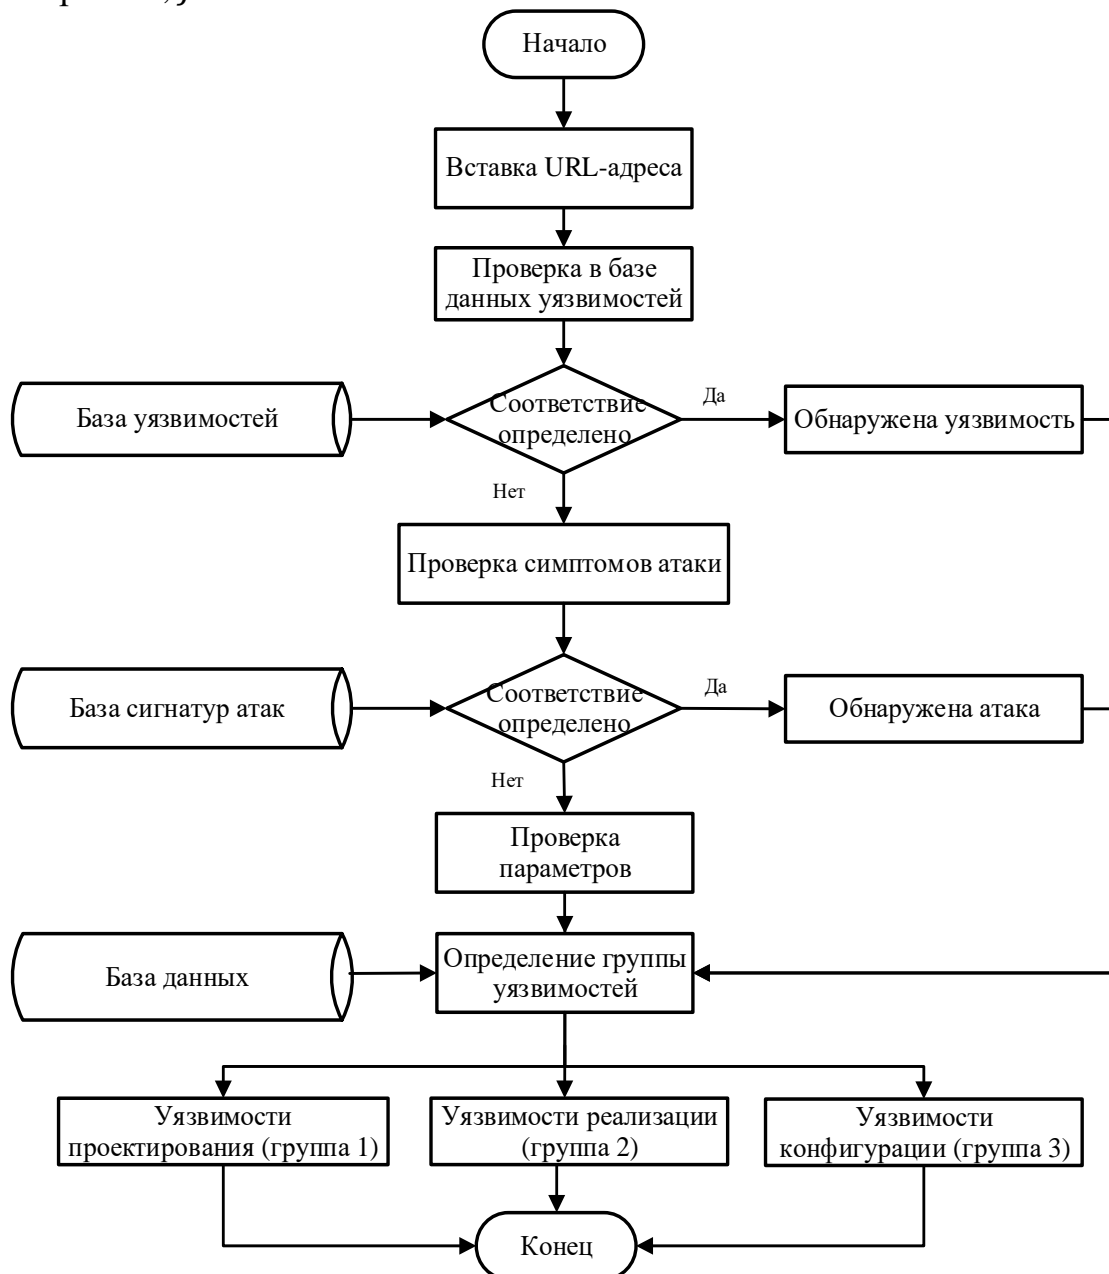 Начало
Вставка URL-адреса
Проверка в базе
данных уязвимостей
База уязвимостей
Соответствие
определено
Да
Обнаружена уязвимость
Нет
Проверка симптомов атаки
База сигнатур атак
Соответствие
определено
Да
Обнаружена атака
Нет
Проверка
параметров
База данных
Определение группы
уязвимостей
Уязвимости
проектирования (группа 1)
Уязвимости реализации
(группа 2)
Уязвимости
конфигурации (группа 3)
Конец